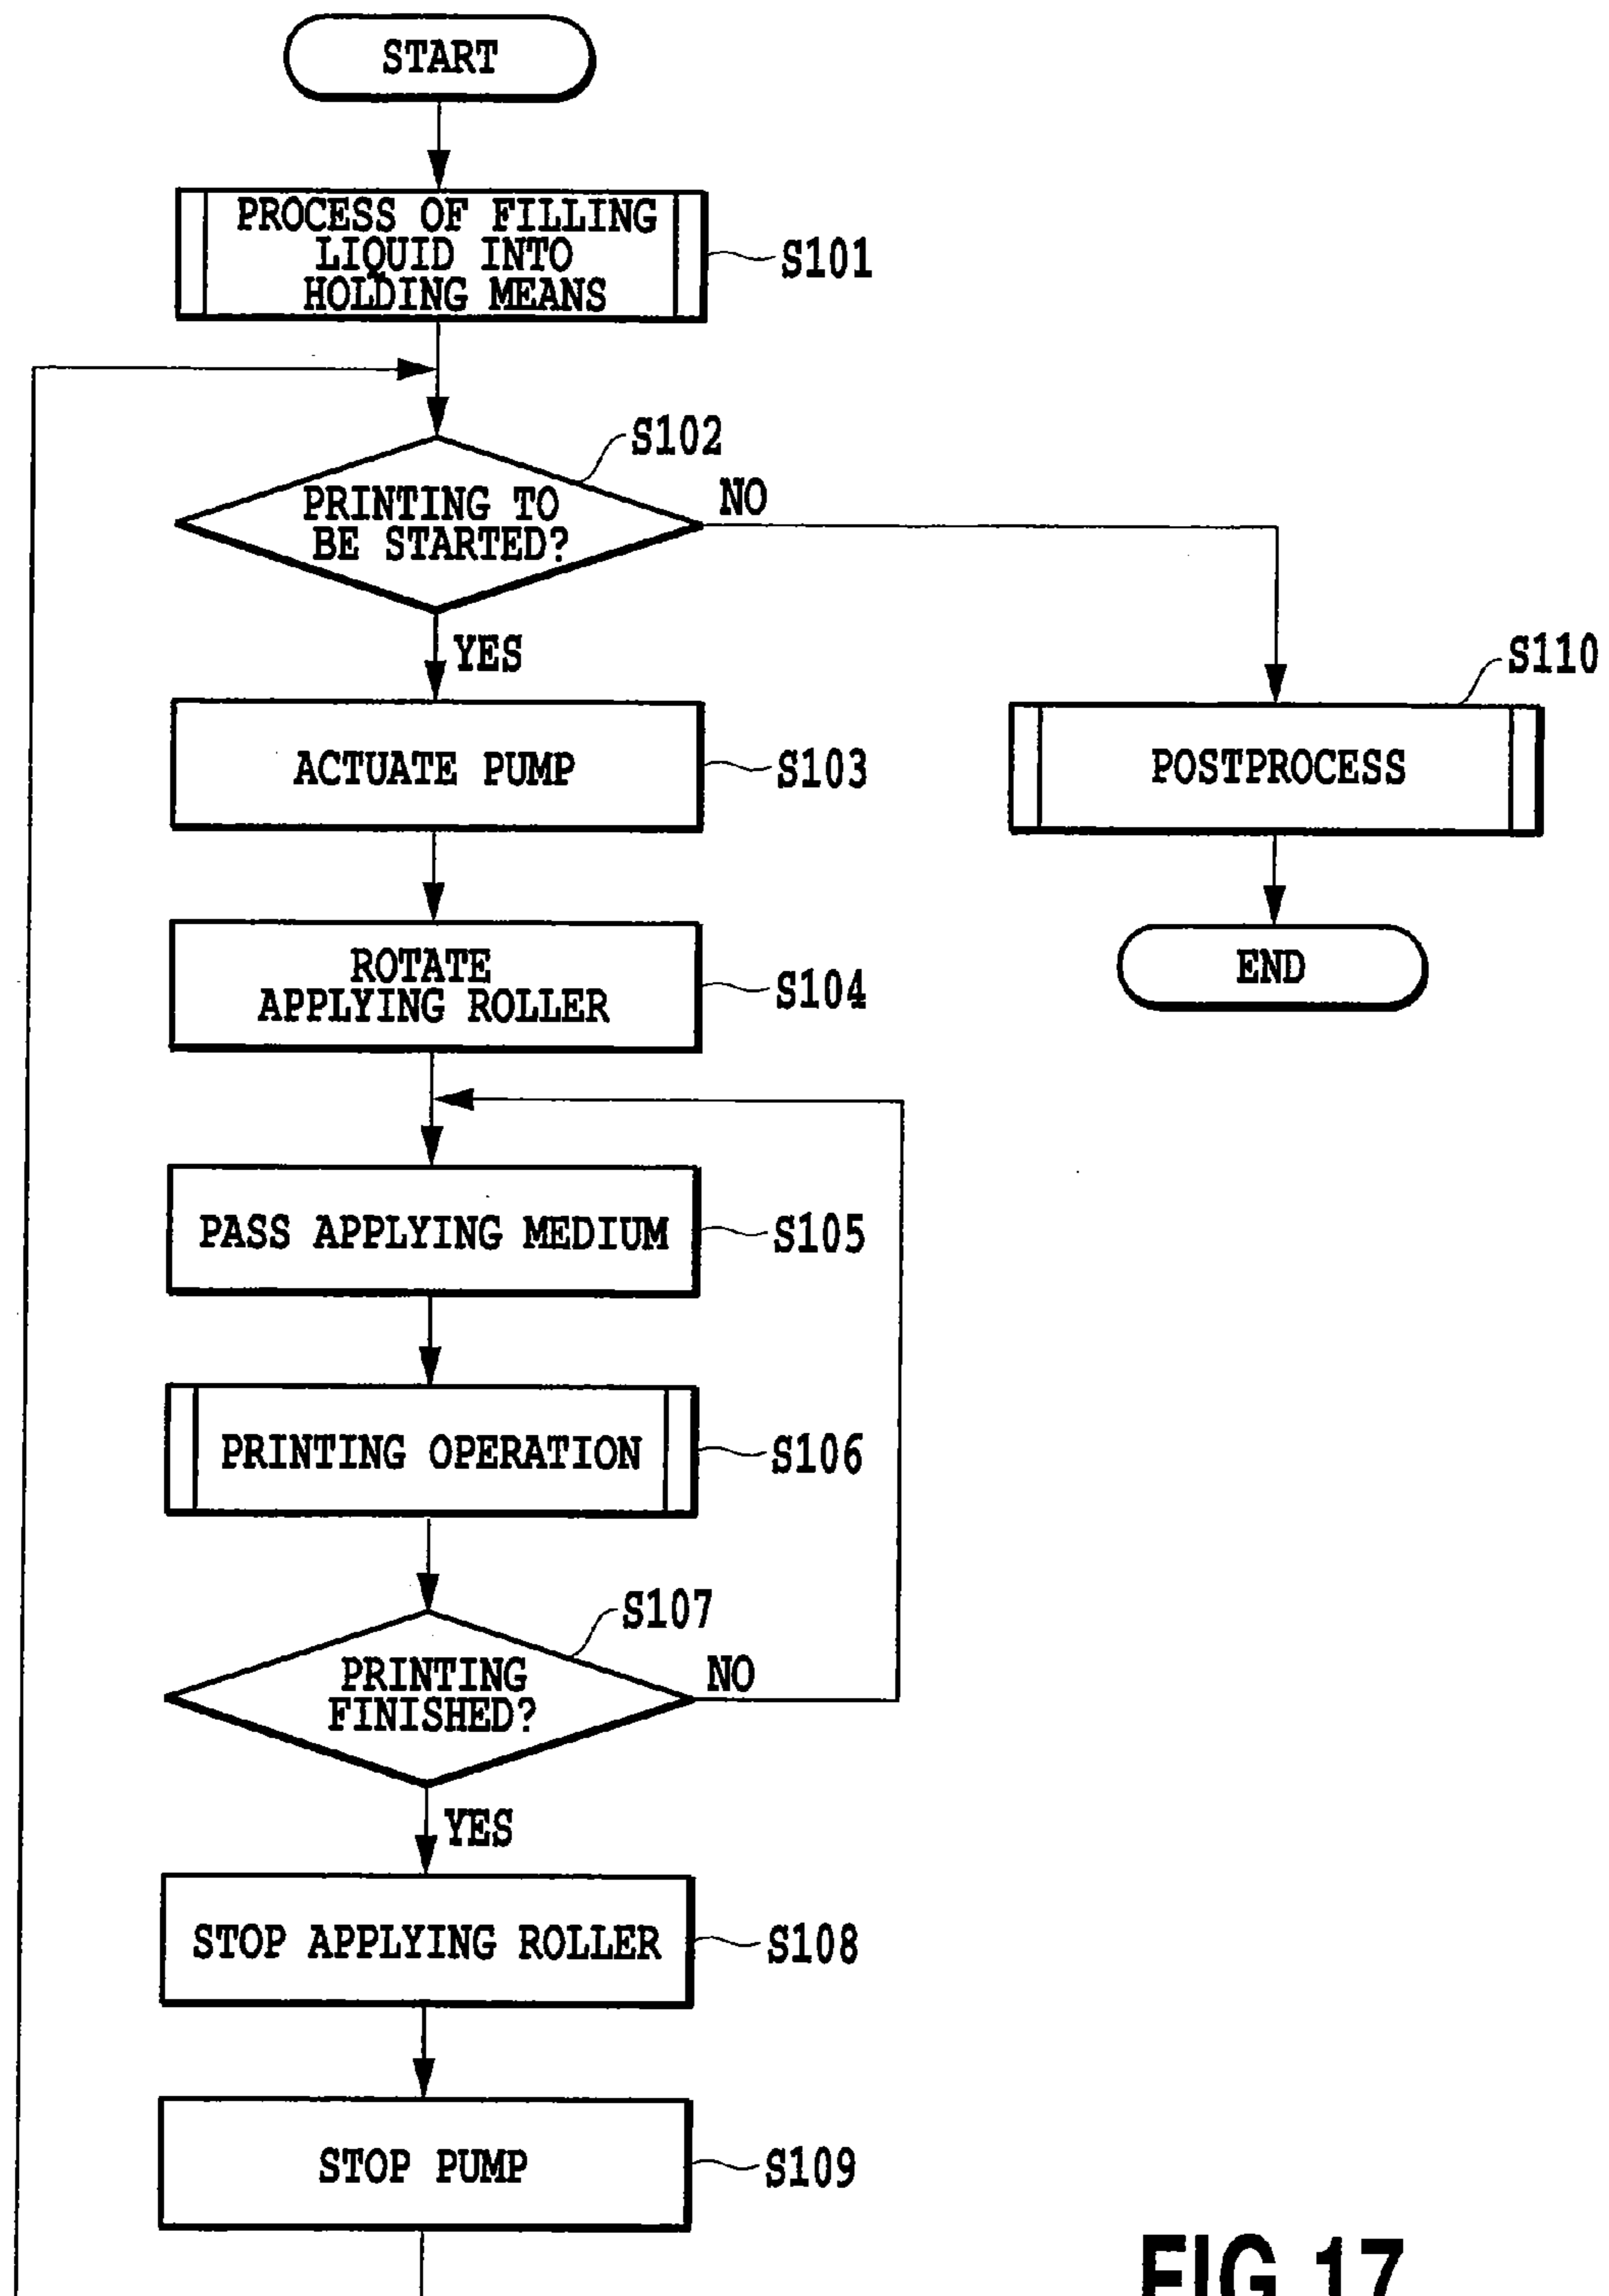 START
PROCESS OF FILLING
LIQUID INTO
HOLDING MEANS
S101
S102
PRINTING TO
BE STARTED?
NO
YES
S110
ACTUATE PUMP
S103
POSTPROCESS
ROTATE
APPLYING ROLLER
S104
END
PASS APPLYING MEDIUM
S105
PRINTING OPERATION
S106
S107
PRINTING
FINISHED?
NO
YES
STOP APPLYING ROLLER
S108
STOP PUMP
S109
FIG.17